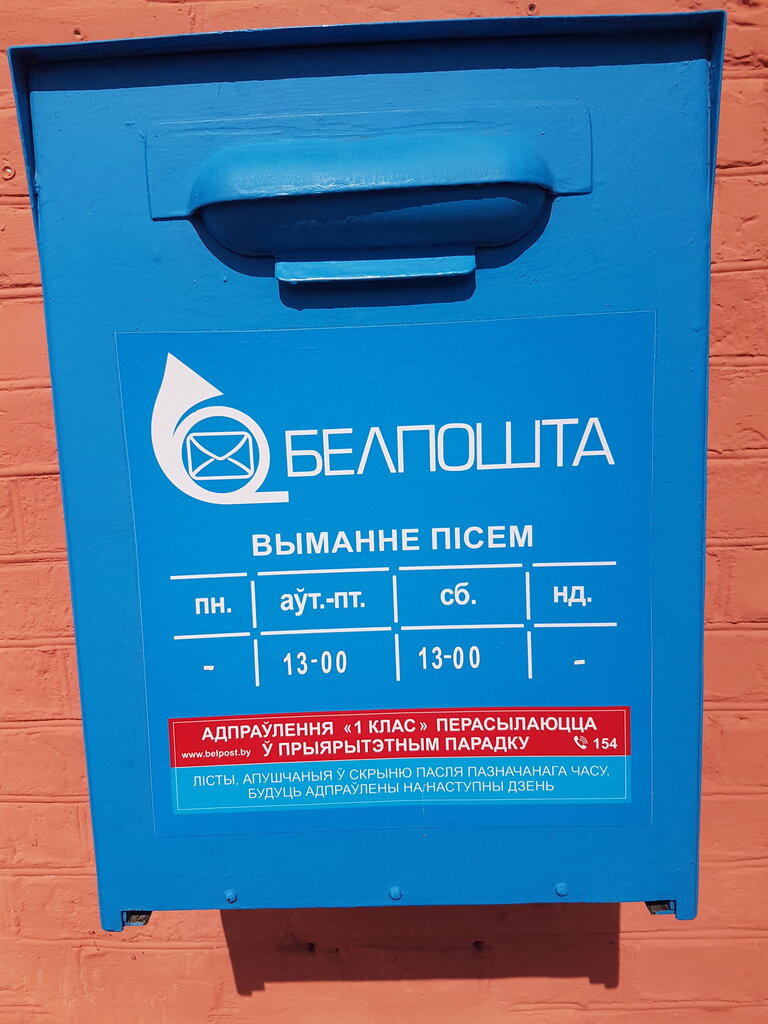 БЕЛПОШТА
ВЫМАННЕ ПІСЕМ
пн. аўт.-пт. сб. нд.
- 13-00 13-00 -
АДПРАЎЛЕННЯ «1 КЛАС» ПЕРАСЫЛАЮЦЦА
www.belpost.by Ў ПРЫЯРЫТЭТНЫМ ПАРАДКУ 154
ЛІСТЫ, АПУШЧАНЫЯ Ў СКРЫНЮ ПАСЛЯ ПАЗНАЧАНАГА ЧАСУ,
БУДУЦЬ АДПРАЎЛЕНЫ НА НАСТУПНЫ ДЗЕНЬ